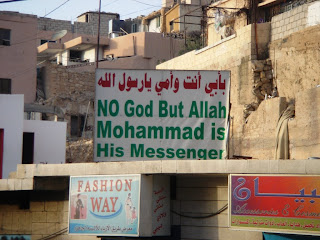 بأبي أنت وأمي يارسول الله
NO God But Allah
Mohammad is
His Messenger
FASHION
WAY